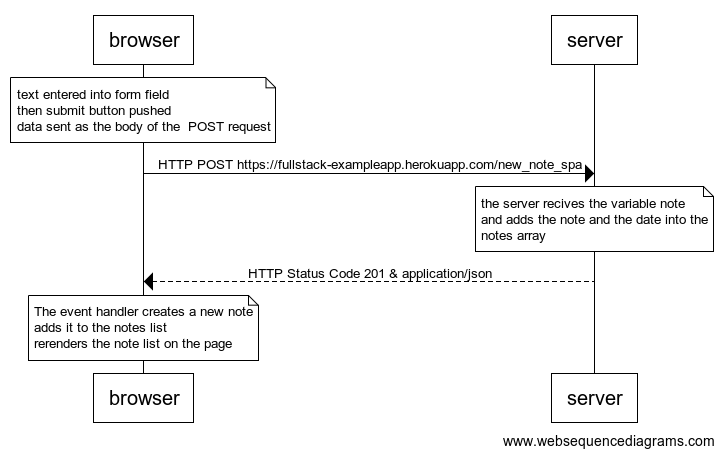 browser
server
text entered into form field
then submit button pushed
data sent as the body of the  POST request
HTTP POST https://fullstack-exampleapp.herokuapp.com/new_note_spa
the server recives the variable note
and adds the note and the date into the
notes array
HTTP Status Code 201 & application/json
The event handler creates a new note
adds it to the notes list
rerenders the note list on the page
browser
server
www.websequencediagrams.com